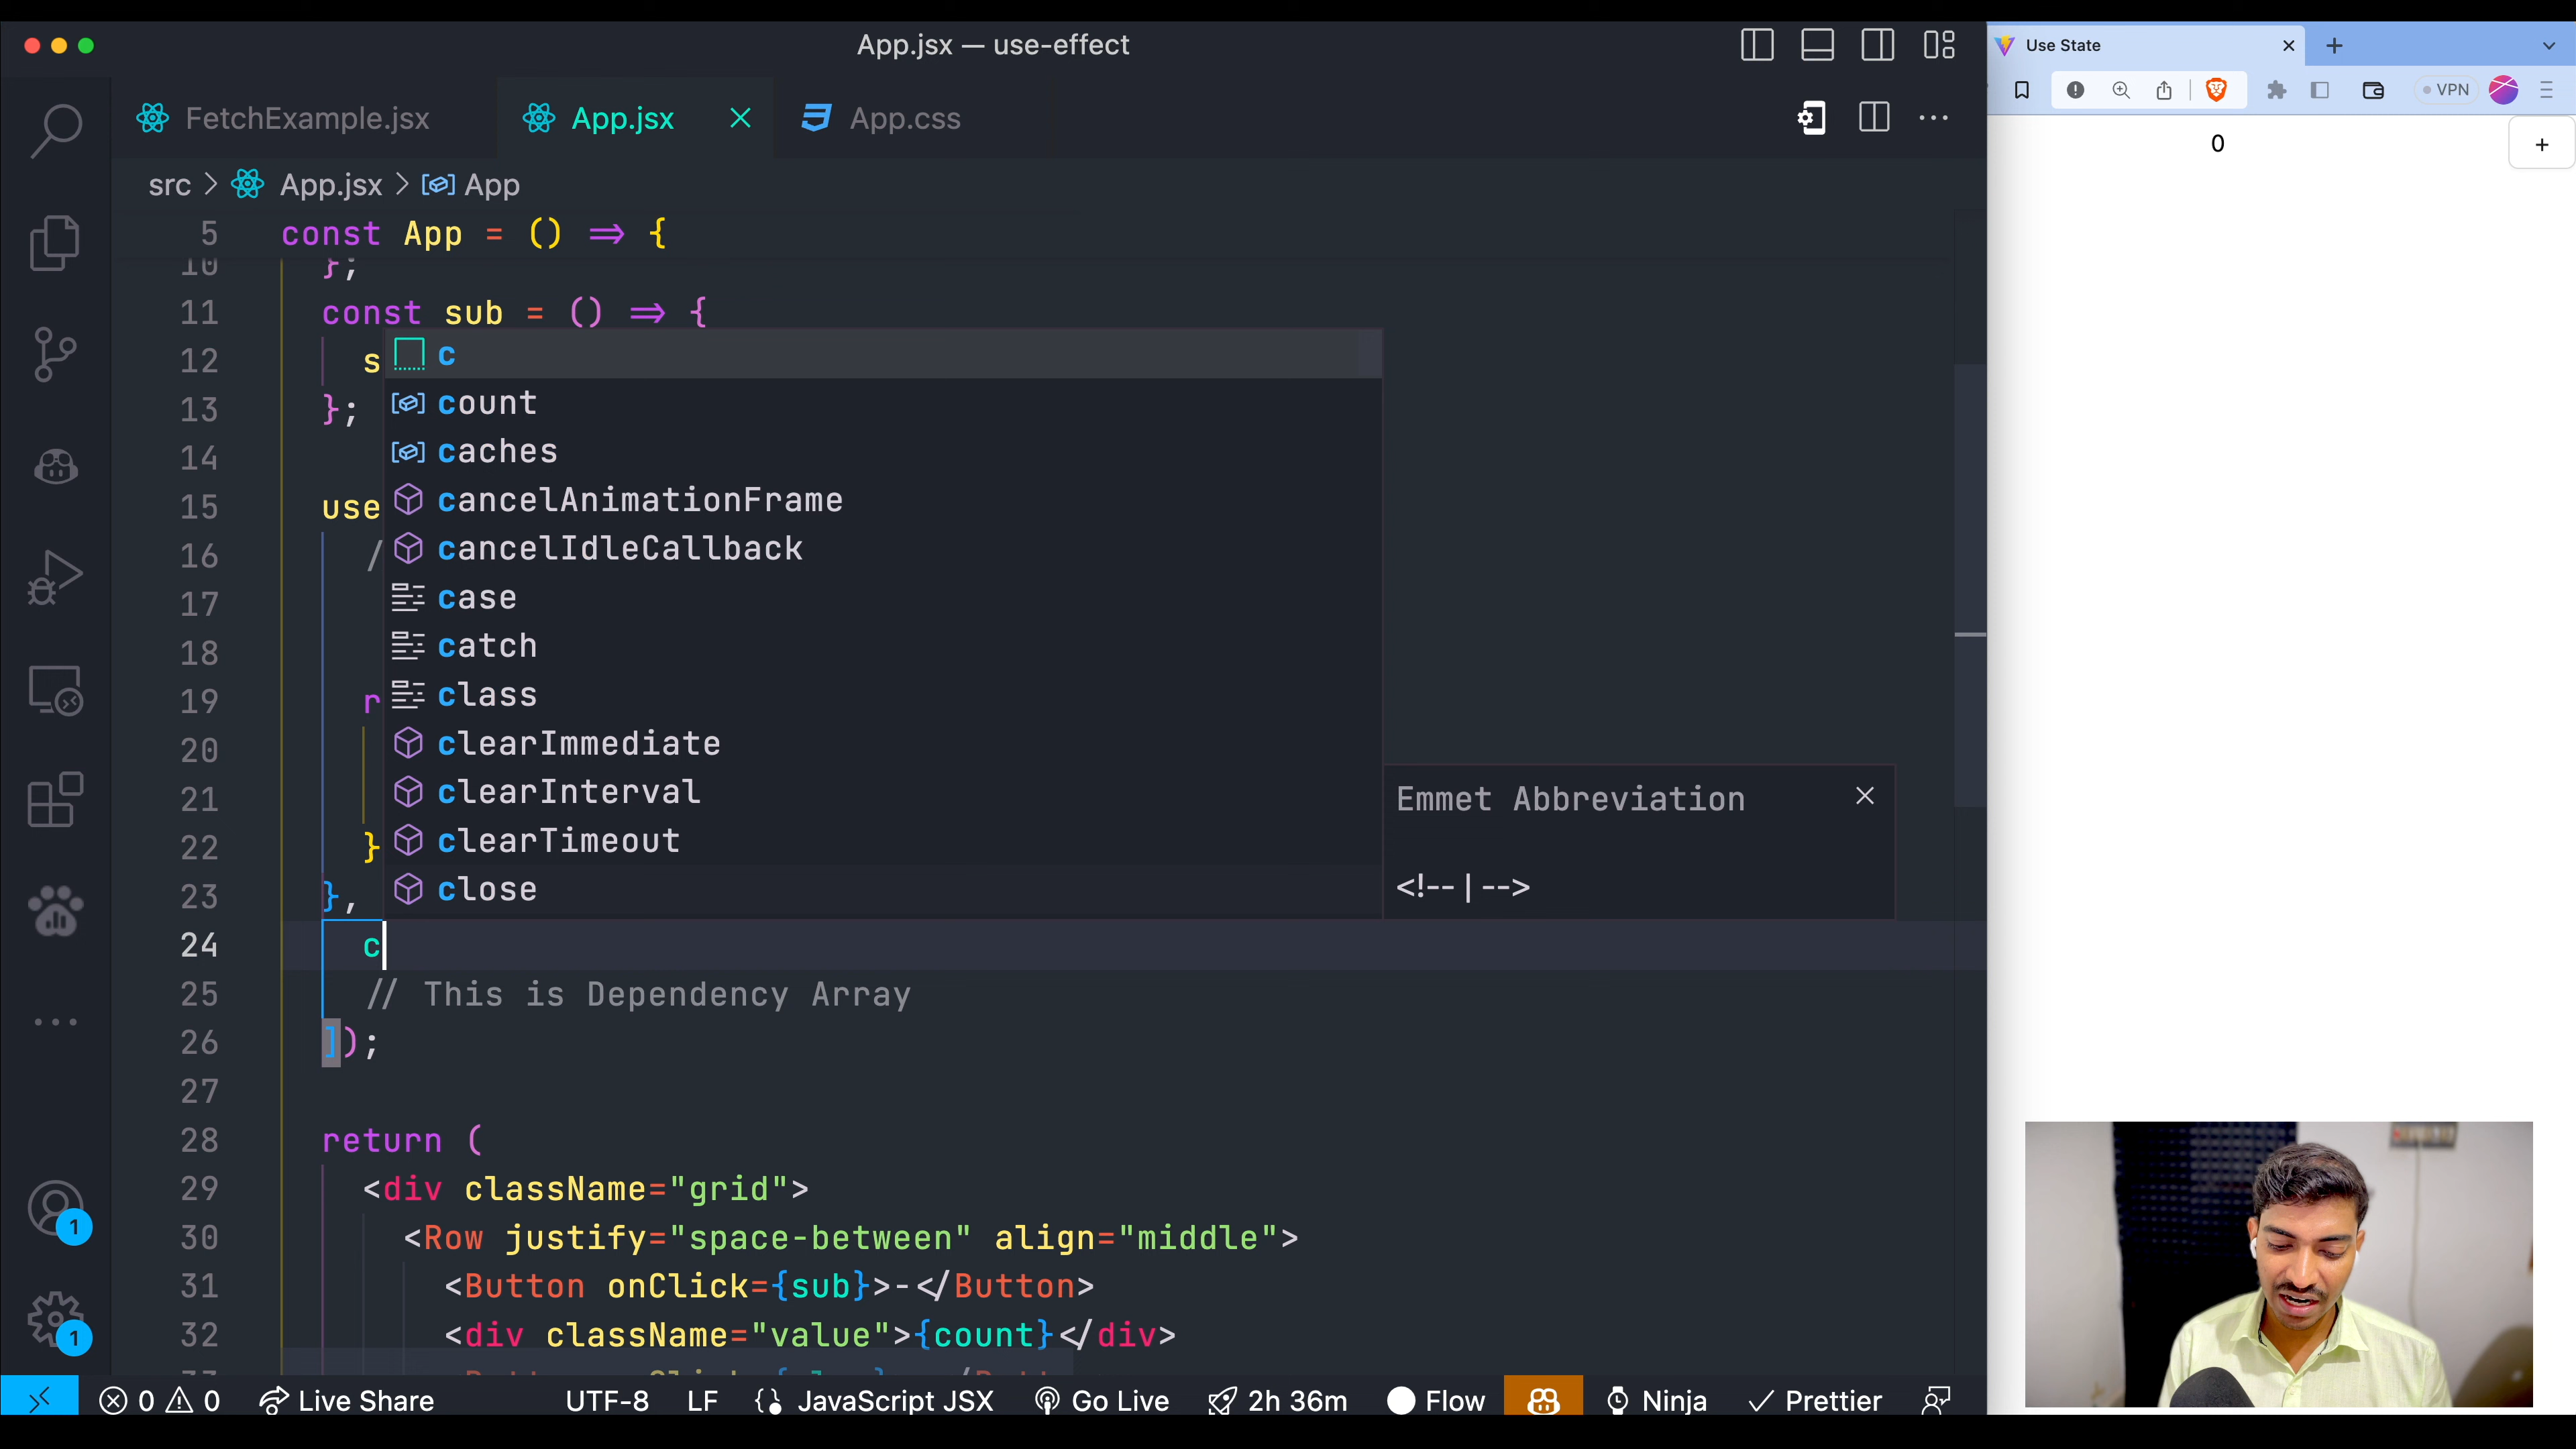 App.jsx — use-effect
Use State
VPN
FetchExample.jsx
App.jsx
App.css
src > App.jsx > App
0
+
5 const App = () => {
10 };
11 const sub = () => {
12 s
13 };
14
15 use
16 /
17
18
19 r
20
21
22 }
23 },
24 c
25 // This is Dependency Array
26 ]);
27
28 return (
29 <div className="grid">
30 <Row justify="space-between" align="middle">
31 <Button onClick={sub}>-</Button>
32 <div className="value">{count}</div>
c
count
caches
cancelAnimationFrame
cancelIdleCallback
case
catch
class
clearImmediate
clearInterval
clearTimeout
close
Emmet Abbreviation
<!--|-->
1
1
0 0 Live Share UTF-8 LF JavaScript JSX Go Live 2h 36m Flow Ninja Prettier